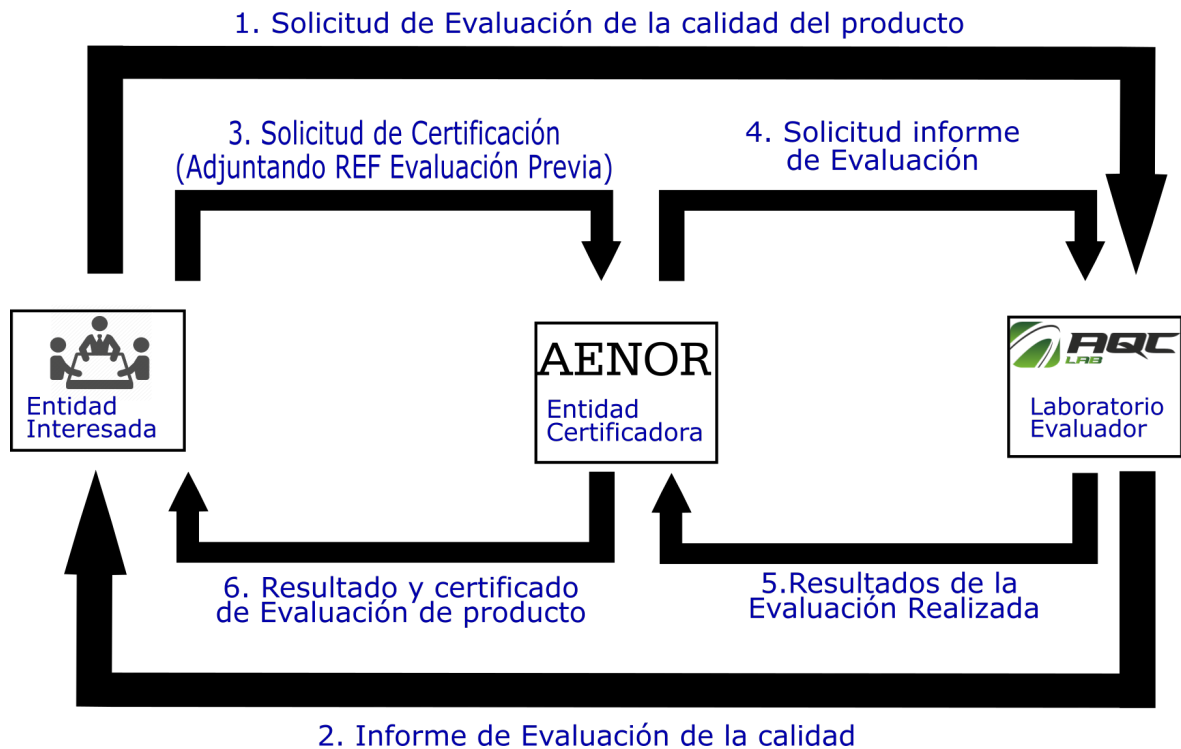 1. Solicitud de Evaluación de la calidad del producto
3. Solicitud de Certificación
(Adjuntando REF Evaluación Previa)
4. Solicitud informe
de Evaluación
Entidad
Interesada
AENOR
Entidad
Certificadora
AQC
LAB
Laboratorio
Evaluador
6. Resultado y certificado
de Evaluación de producto
5.Resultados de la
Evaluación Realizada
2. Informe de Evaluación de la calidad